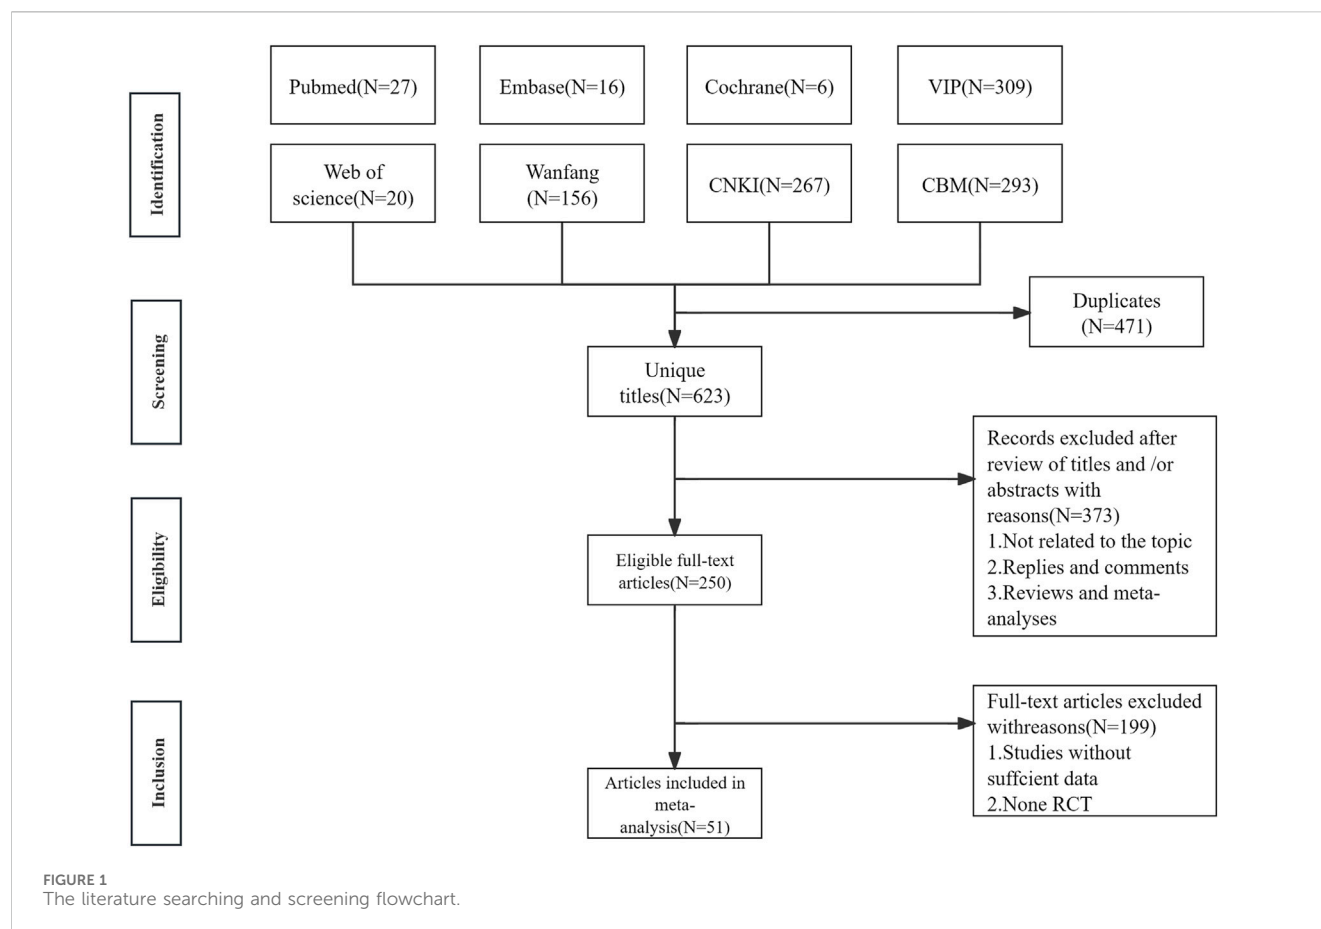 Identification
Pubmed(N=27)
Embase(N=16)
Cochrane(N=6)
VIP(N=309)
Web of
science(N=20)
Wanfang
(N=156)
CNKI(N=267)
CBM(N=293)
Screening
Duplicates
(N=471)
Unique
titles(N=623)
Records excluded after
review of titles and /or
abstracts with
reasons(N=373)
1.Not related to the topic
2.Replies and comments
3.Reviews and meta-
analyses
Eligibility
Eligible full-text
articles(N=250)
Full-text articles excluded
withreasons(N=199)
1.Studies without
suffcient data
2.None RCT
Inclusion
Articles included in
meta-
analysis(N=51)
FIGURE 1
The literature searching and screening flowchart.